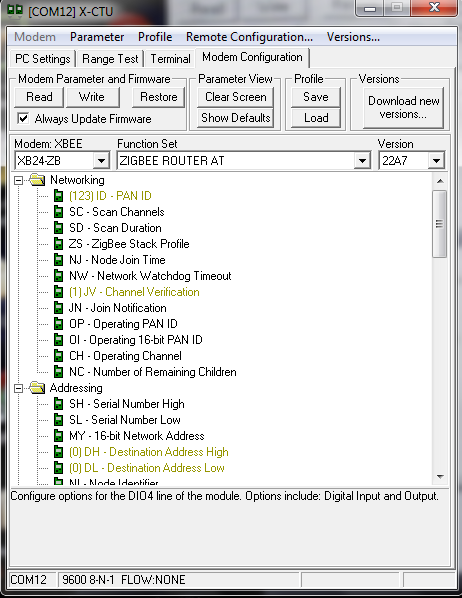 [COM12] X-CTU
Modem Parameter Profile Remote Configuration... Versions...
PC Settings Range Test Terminal Modem Configuration
Modem Parameter and Firmware Parameter View Profile Versions
Read Write Restore Clear Screen Save Download new versions...
Always Update Firmware Show Defaults Load
Modem: XBEE Function Set Version
XB24-ZB ZIGBEE ROUTER AT 22A7
Networking
(123) ID - PAN ID
SC - Scan Channels
SD - Scan Duration
ZS - ZigBee Stack Profile
NJ - Node Join Time
NW - Network Watchdog Timeout
(1) JV - Channel Verification
JN - Join Notification
OP - Operating PAN ID
OI - Operating 16-bit PAN ID
CH - Operating Channel
NC - Number of Remaining Children
Addressing
SH - Serial Number High
SL - Serial Number Low
MY - 16-bit Network Address
(0) DH - Destination Address High
(0) DL - Destination Address Low
NI - Node Identifier
Configure options for the DIO4 line of the module. Options include: Digital Input and Output.
COM12 9600 8-N-1 FLOW:NONE